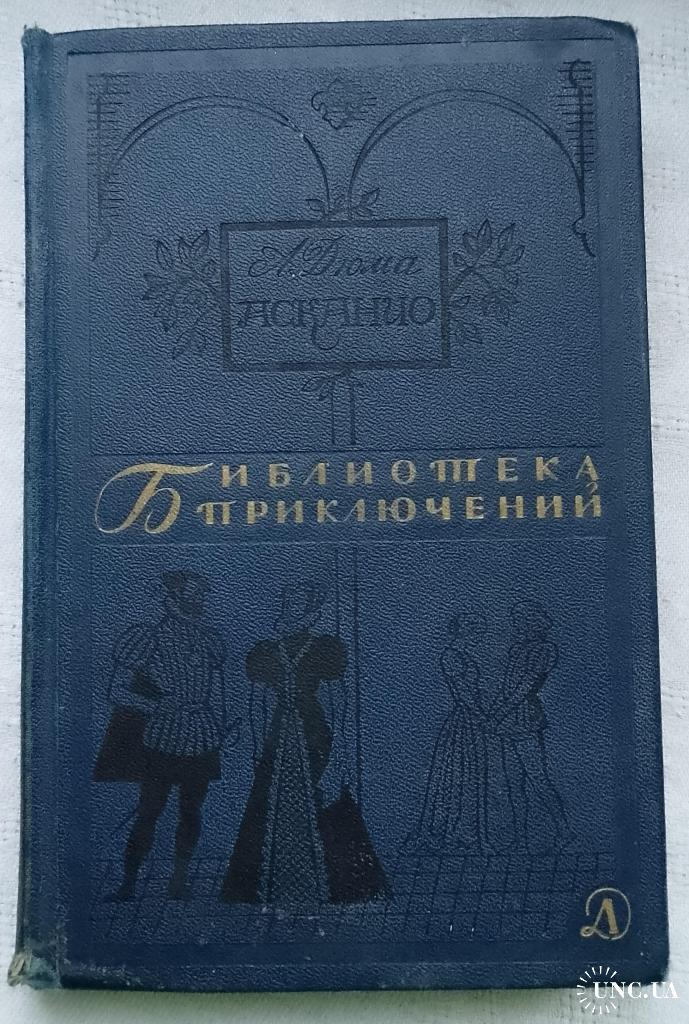 А. Дюма
АСКАНИО
БИБЛИОТЕКА
ПРИКЛЮЧЕНИЙ
Д
UNC.UA